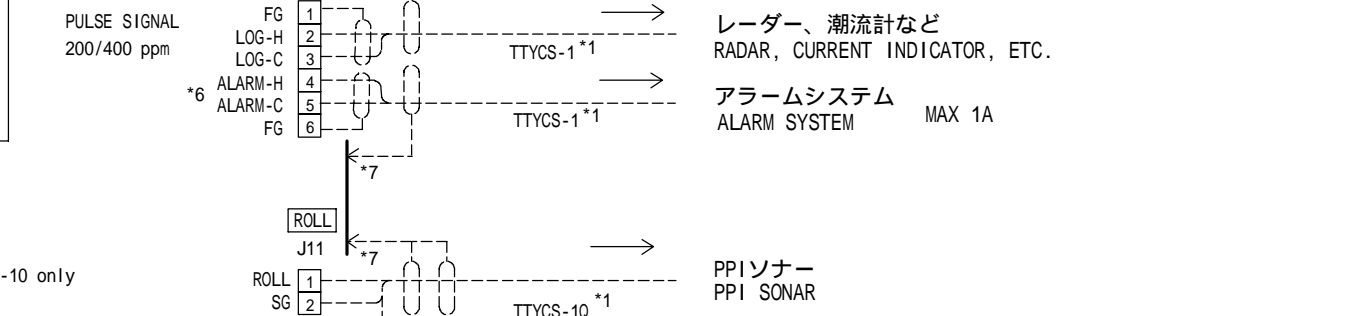 PULSE SIGNAL
200/400 ppm
FG 1
LOG-H 2
LOG-C 3
*6 ALARM-H 4
ALARM-C 5
FG 6
TTYCS-1 *1
レーダー、潮流計など
RADAR, CURRENT INDICATOR, ETC.
TTYCS-1 *1
アラームシステム
ALARM SYSTEM MAX 1A
*7
ROLL
J11
*7
-10 only
ROLL 1
SG 2
TTYCS-10 *1
PPIソナー
PPI SONAR